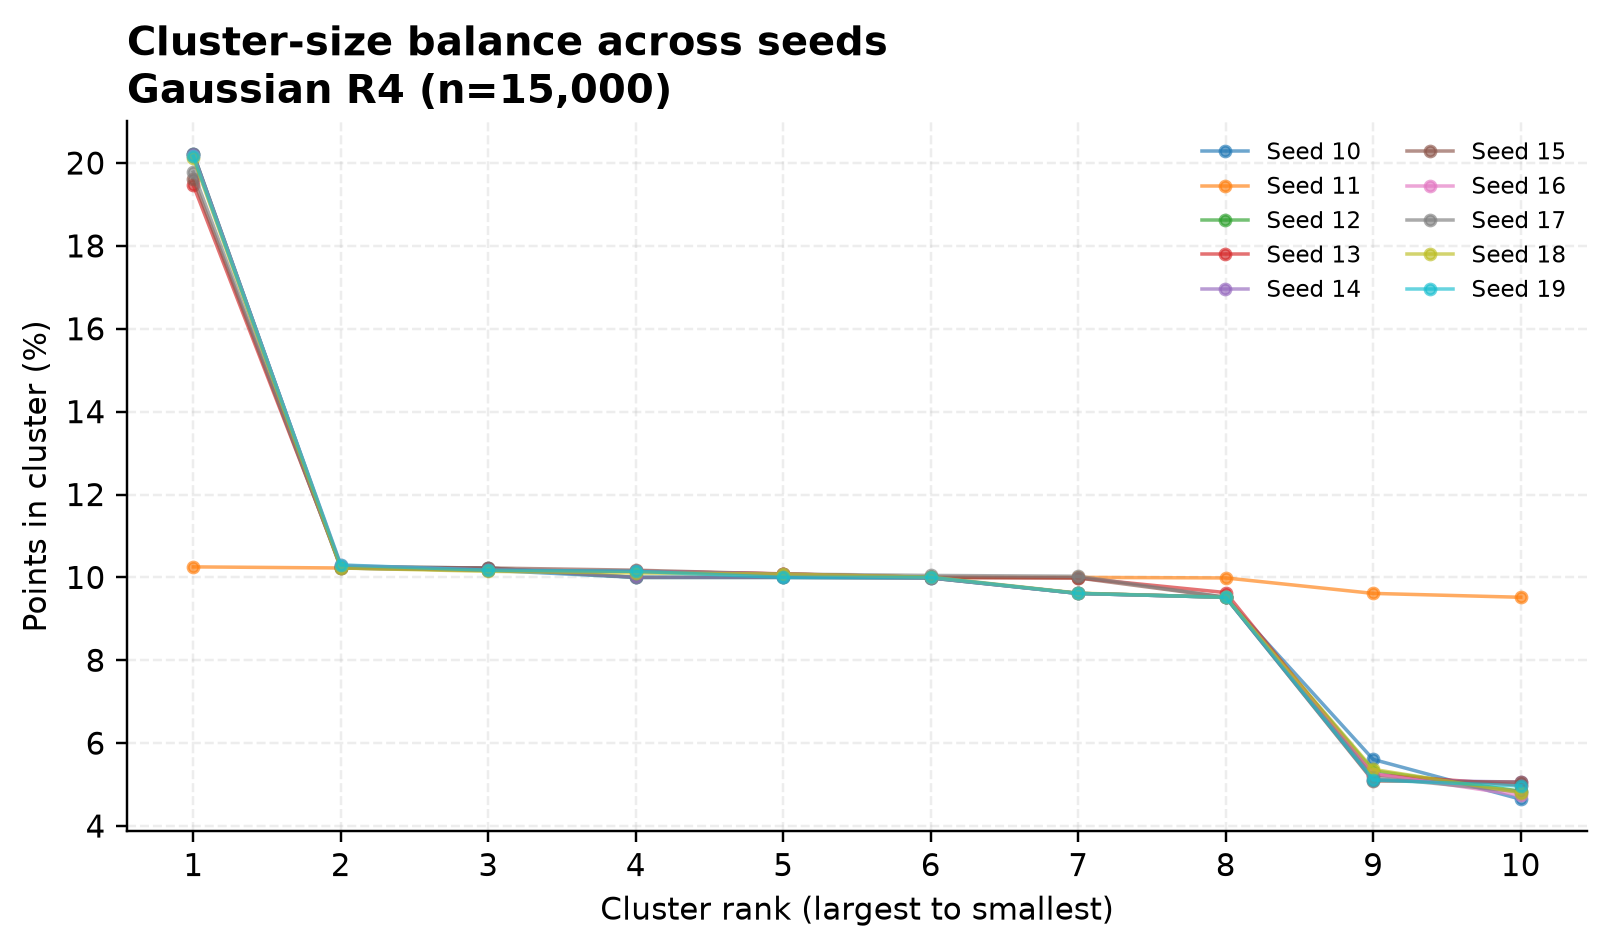 Cluster-size balance across seeds
Gaussian R4 (n=15,000)
Points in cluster (%)
20
18
16
14
12
10
8
6
4
Seed 10
Seed 11
Seed 12
Seed 13
Seed 14
Seed 15
Seed 16
Seed 17
Seed 18
Seed 19
1 2 3 4 5 6 7 8 9 10
Cluster rank (largest to smallest)